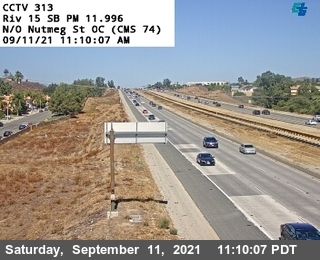 CCTV 313
Riv 15 SB PM 11.996
N/O Nutmeg St OC (CMS 74)
09/11/21 11:10:07 AM
Saturday, September 11, 2021 11:10:07 PDT